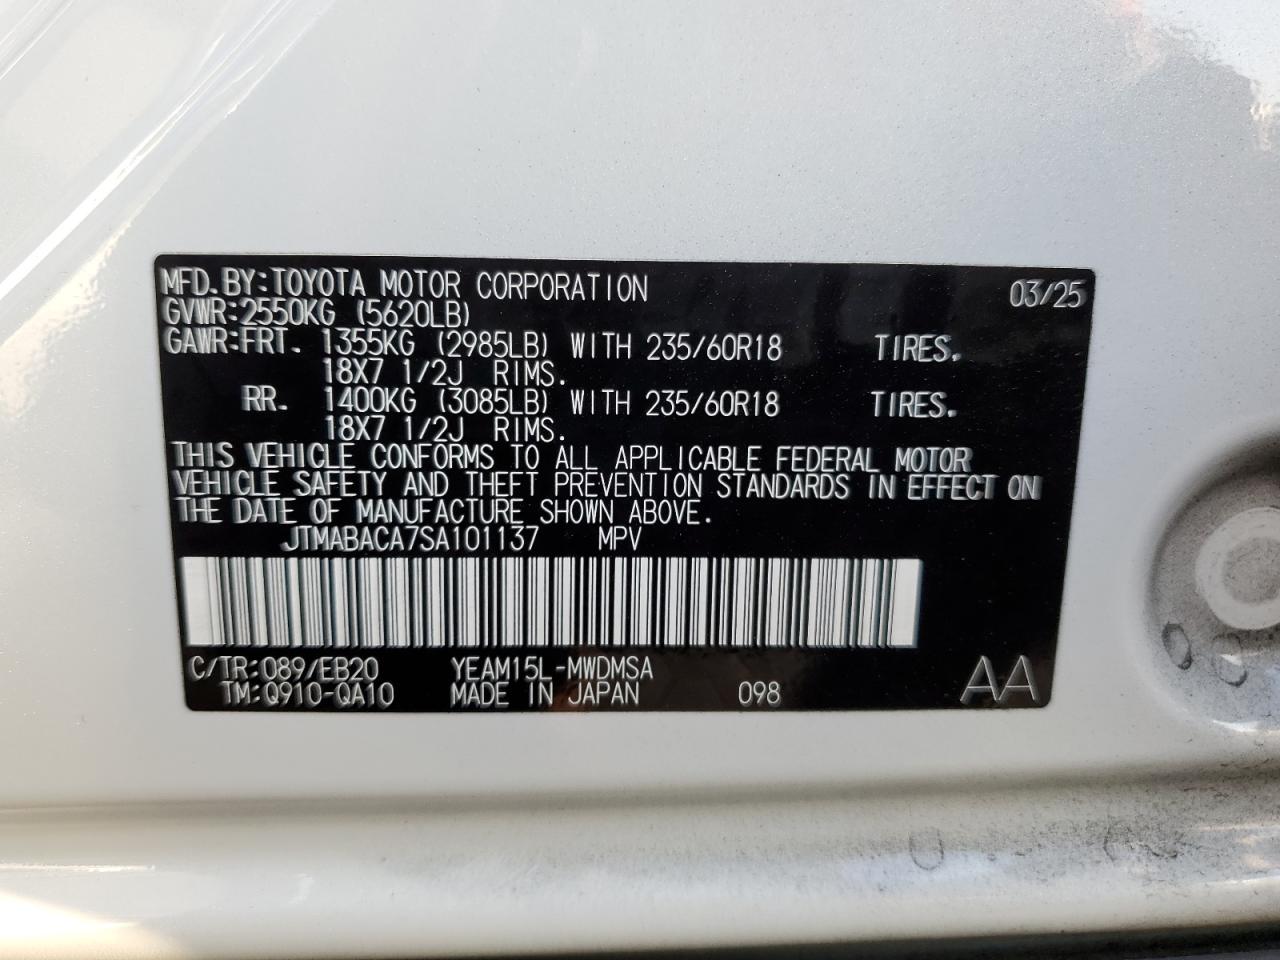 MFD.BY:TOYOTA MOTOR CORPORATION 03/25
GVWR:2550KG (5620LB)
GAWR:FRT. 1355KG (2985LB) WITH 235/60R18 TIRES.
18X7 1/2J RIMS.
RR. 1400KG (3085LB) WITH 235/60R18 TIRES.
18X7 1/2J RIMS.
THIS VEHICLE CONFORMS TO ALL APPLICABLE FEDERAL MOTOR
VEHICLE SAFETY AND THEFT PREVENTION STANDARDS IN EFFECT ON
THE DATE OF MANUFACTURE SHOWN ABOVE.
JTMABACA7SA101137 MPV
C/TR:089/EB20 YEAM15L-MWDMSA
TM:Q910-QA10 MADE IN JAPAN 098 AA